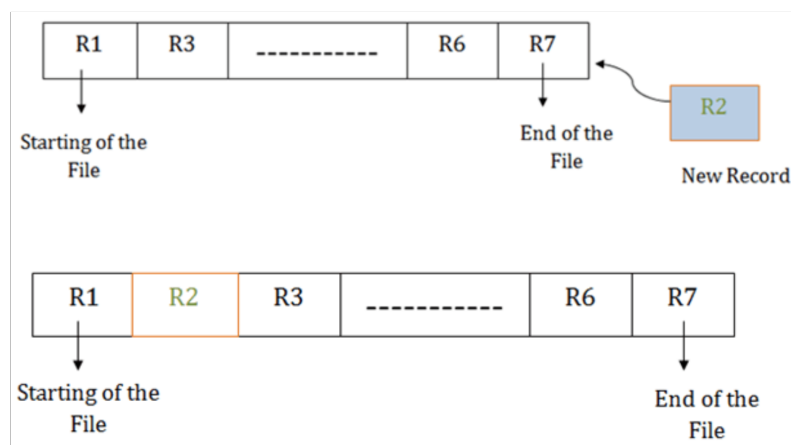 R1 R3 ----------- R6 R7
R2
Starting of the
File
End of the
File
New Record
R1 R2 R3 ------------ R6 R7
Starting of the
File
End of the
File